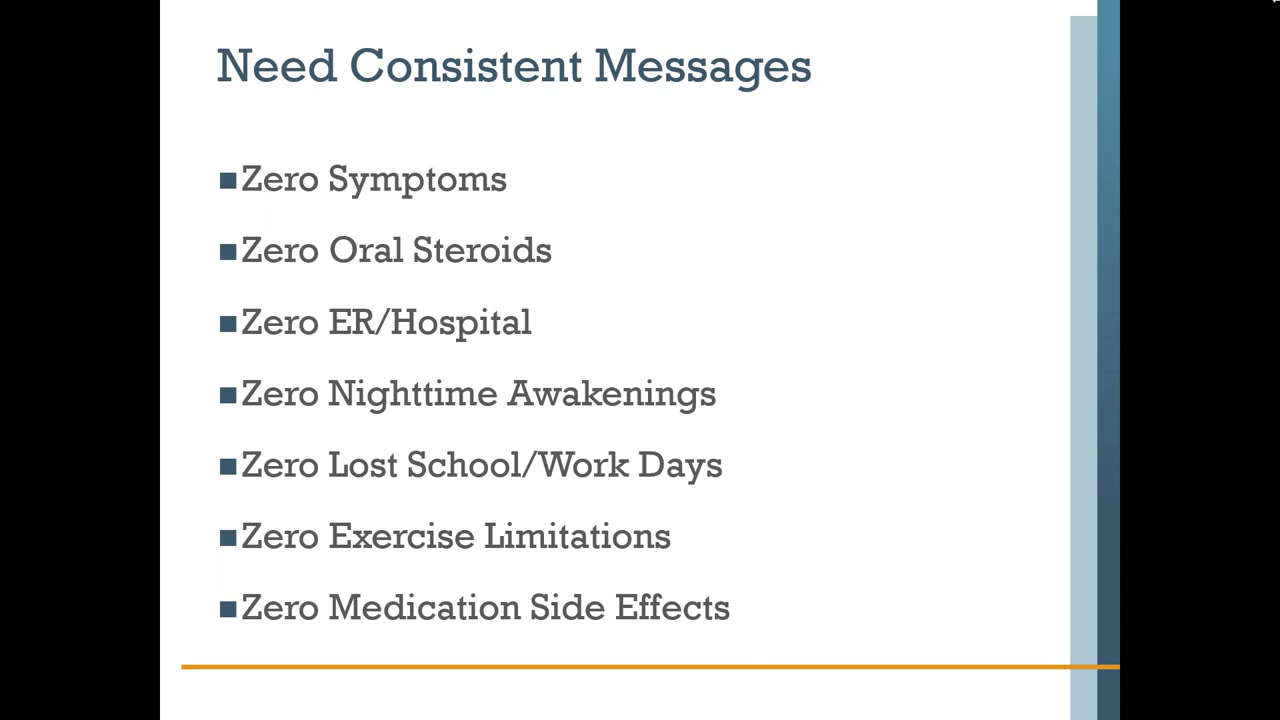 Need Consistent Messages
■Zero Symptoms
■Zero Oral Steroids
■Zero ER/Hospital
■Zero Nighttime Awakenings
■Zero Lost School/Work Days
■Zero Exercise Limitations
■Zero Medication Side Effects